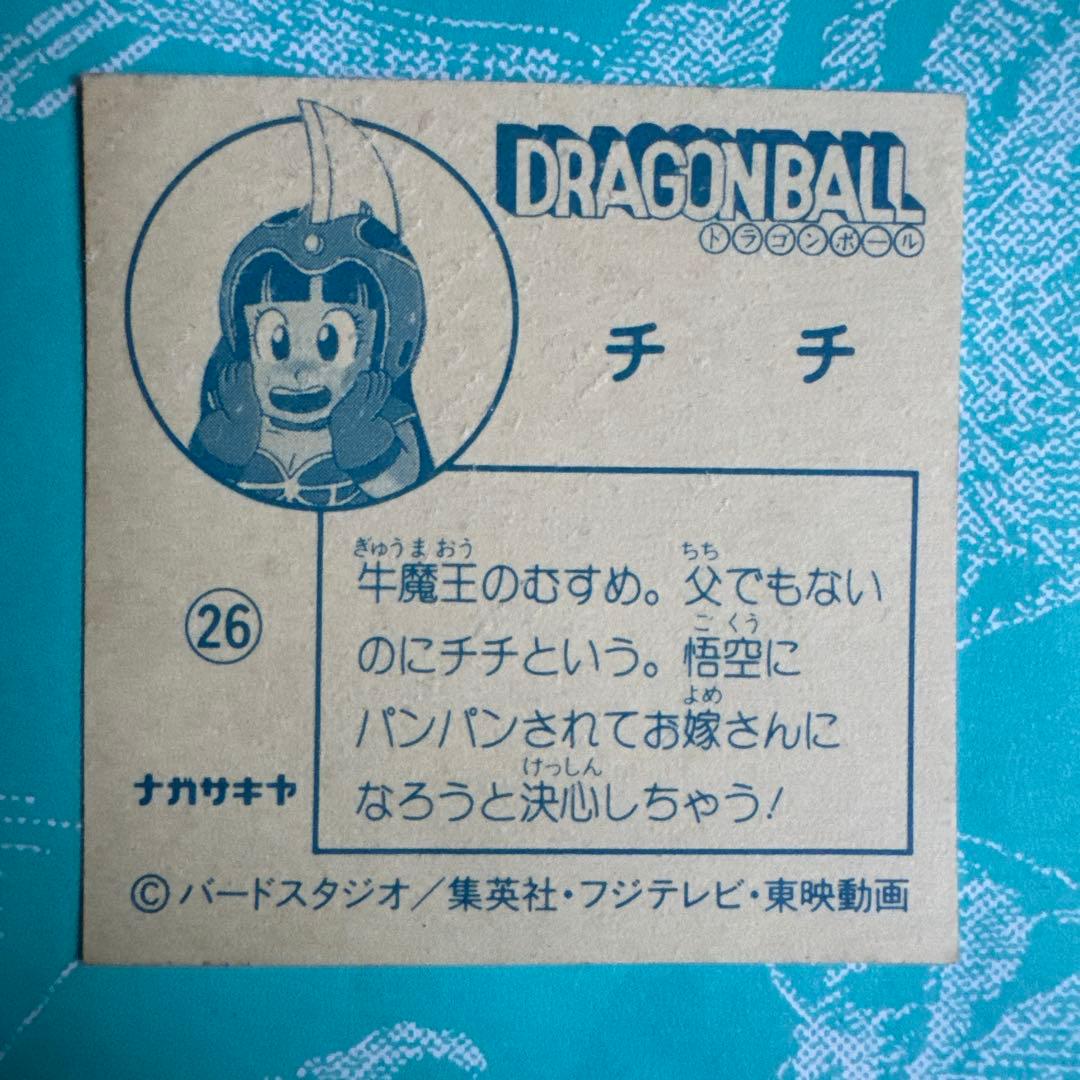 DRAGONBALL
ドラゴンボール
チチ
ぎゅうまおう ちち
牛魔王のむすめ。父でもない
ごくう
のにチチという。悟空に
よめ
パンパンされてお嫁さんに
けっしん
なろうと決心しちゃう!
26
ナガサキヤ
©バードスタジオ/集英社・フジテレビ・東映動画